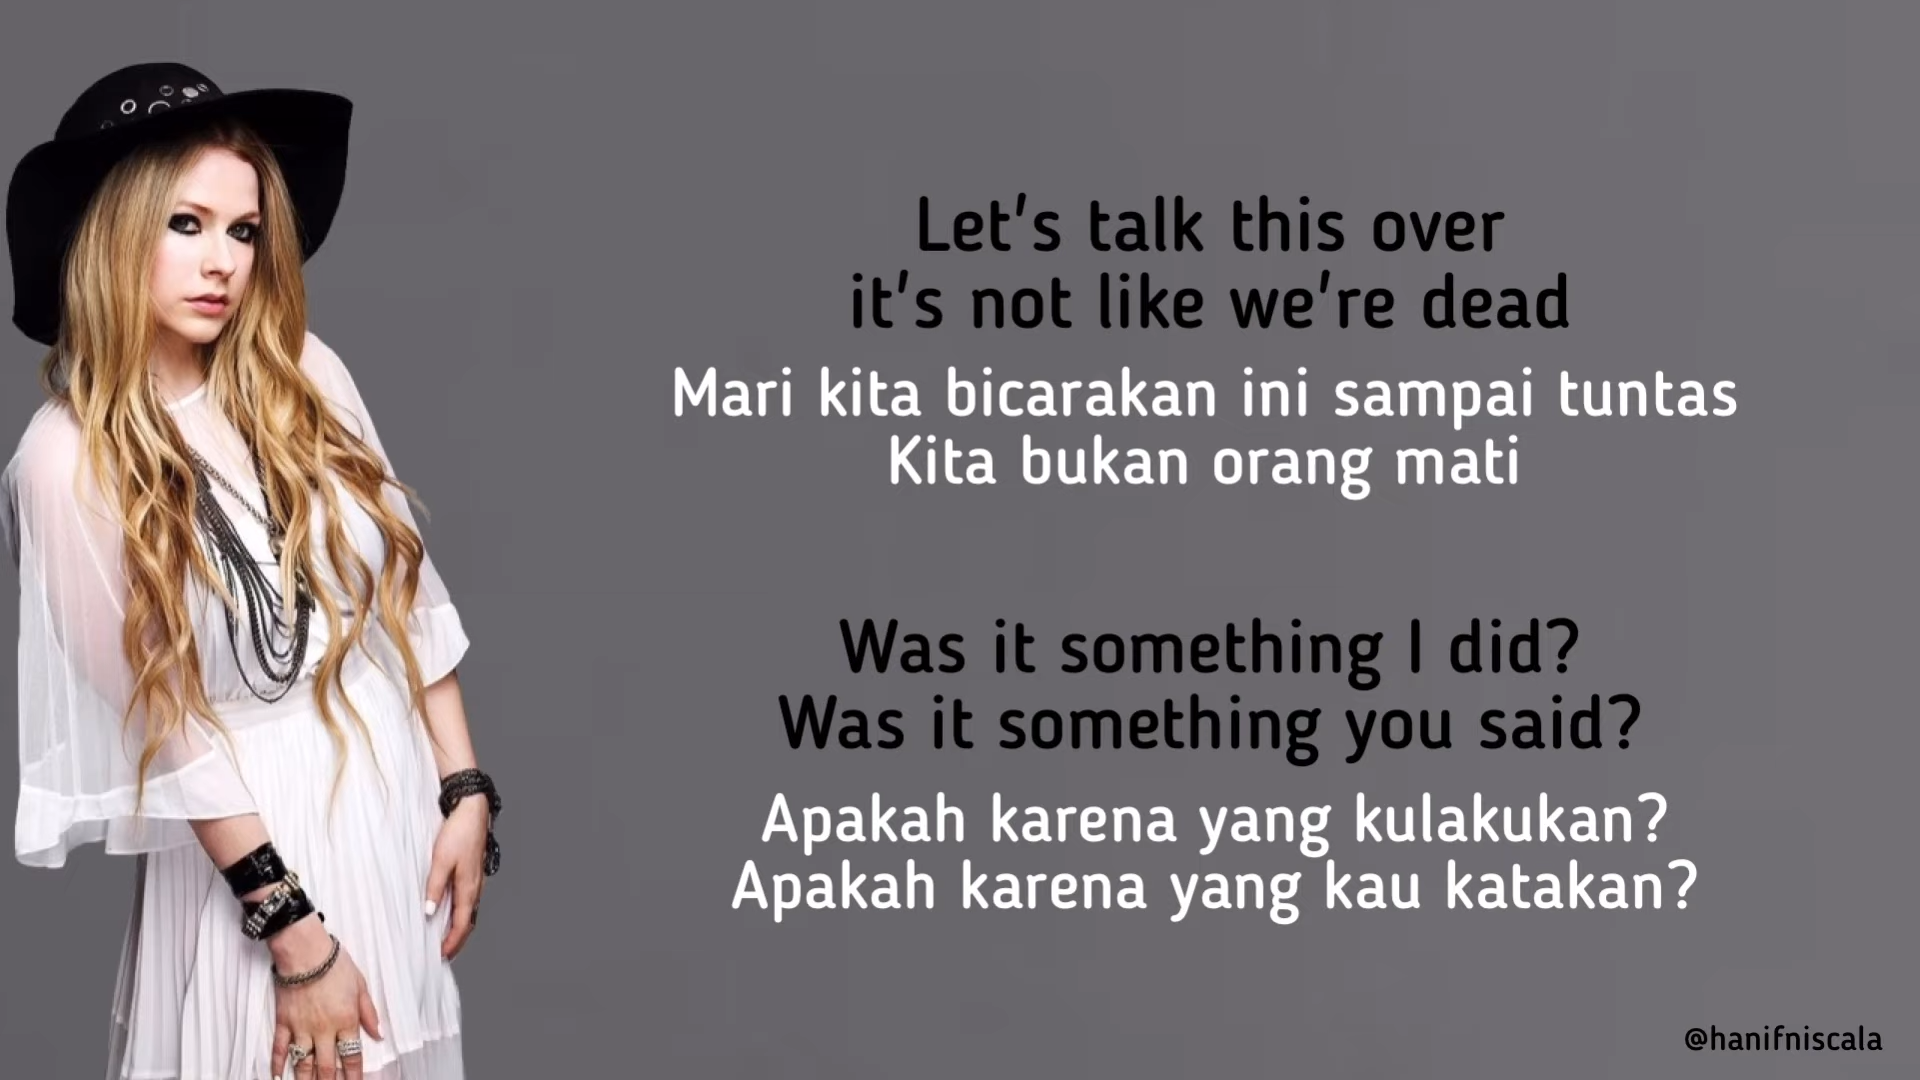 Let's talk this over
it's not like we're dead
Mari kita bicarakan ini sampai tuntas
Kita bukan orang mati
Was it something I did?
Was it something you said?
Apakah karena yang kulakukan?
Apakah karena yang kau katakan?
@hanifniscala